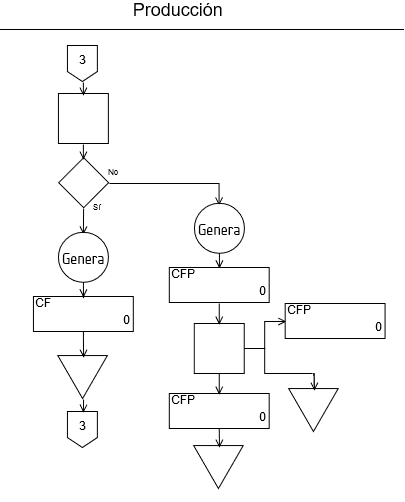 Producción
3
No
Sí
Genera
Genera
CFP
0
CF
0
CFP
0
CFP
0
3